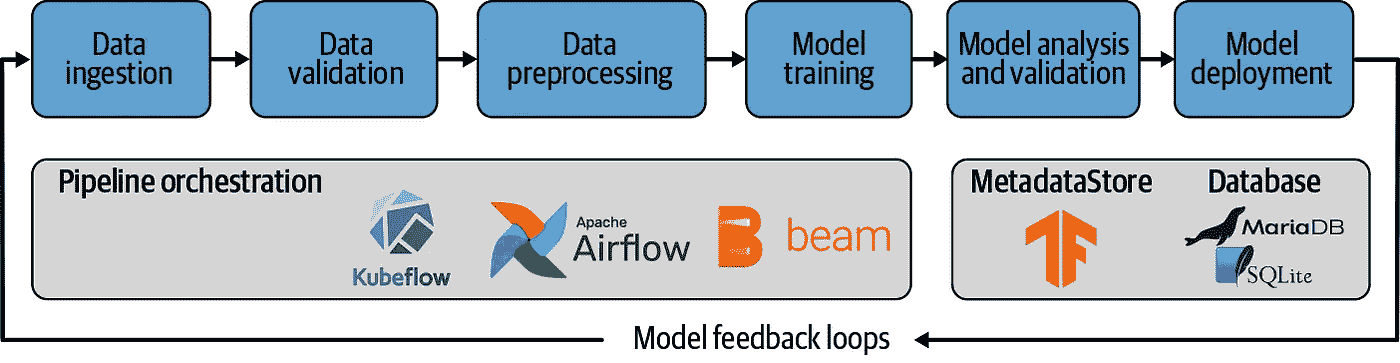 Data
ingestion
Data
validation
Data
preprocessing
Model
training
Model analysis
and validation
Model
deployment
Pipeline orchestration
Kubeflow
Apache
Airflow
beam
MetadataStore
Database
MariaDB
SQLite
Model feedback loops